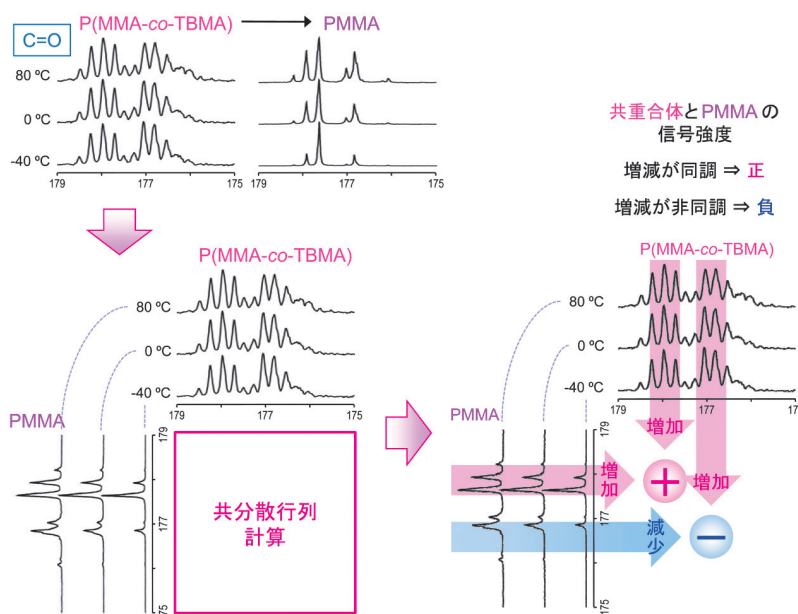 P(MMA-co-TBMA) PMMA
C=O
80 ºC
0 ºC
-40 ºC
179 177 175 179 177 175
共重合体とPMMAの
信号強度
増減が同調 ⇒ 正
増減が非同調 ⇒ 負
P(MMA-co-TBMA)
80 ºC
0 ºC
-40 ºC
179 177 175
PMMA
179
177
175
共分散行列
計算
P(MMA-co-TBMA)
80 ºC
0 ºC
-40 ºC
179 177 17
PMMA
179
177
175
増加
増加
増加
減少
+
−